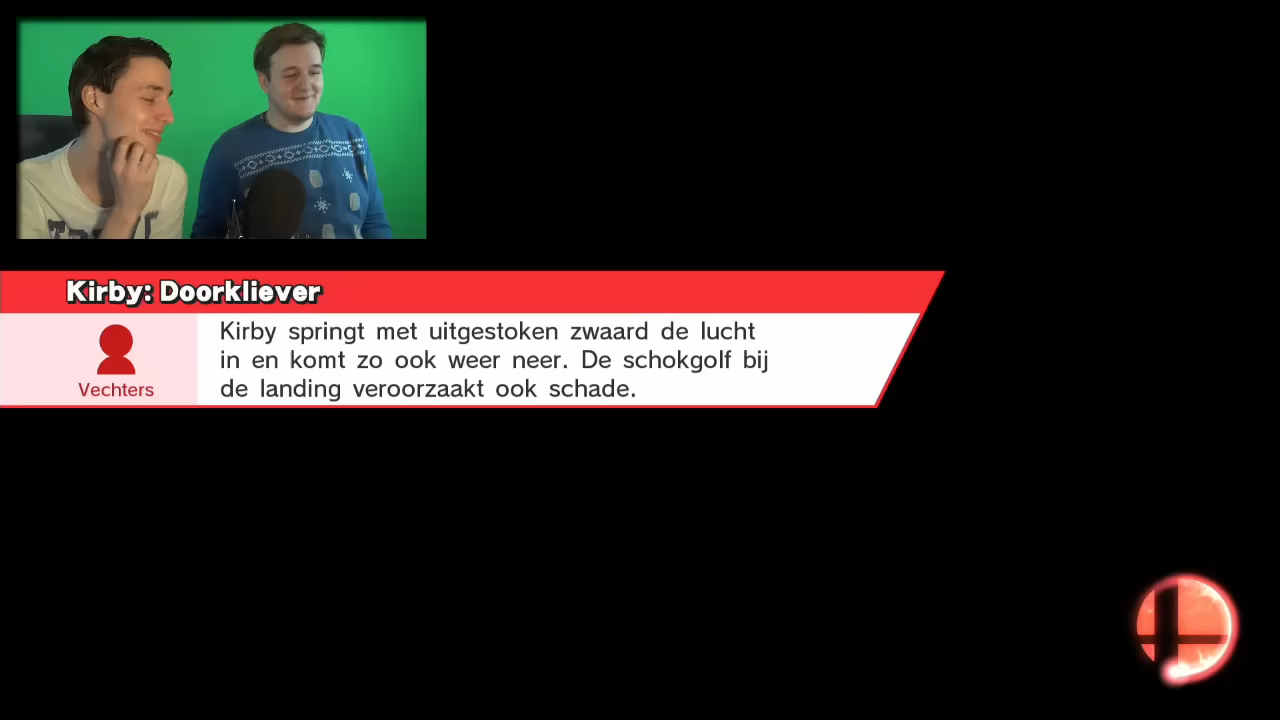 Kirby: Doorkliever
Vechters
Kirby springt met uitgestoken zwaard de lucht
in en komt zo ook weer neer. De schokgolf bij
de landing veroorzaakt ook schade.